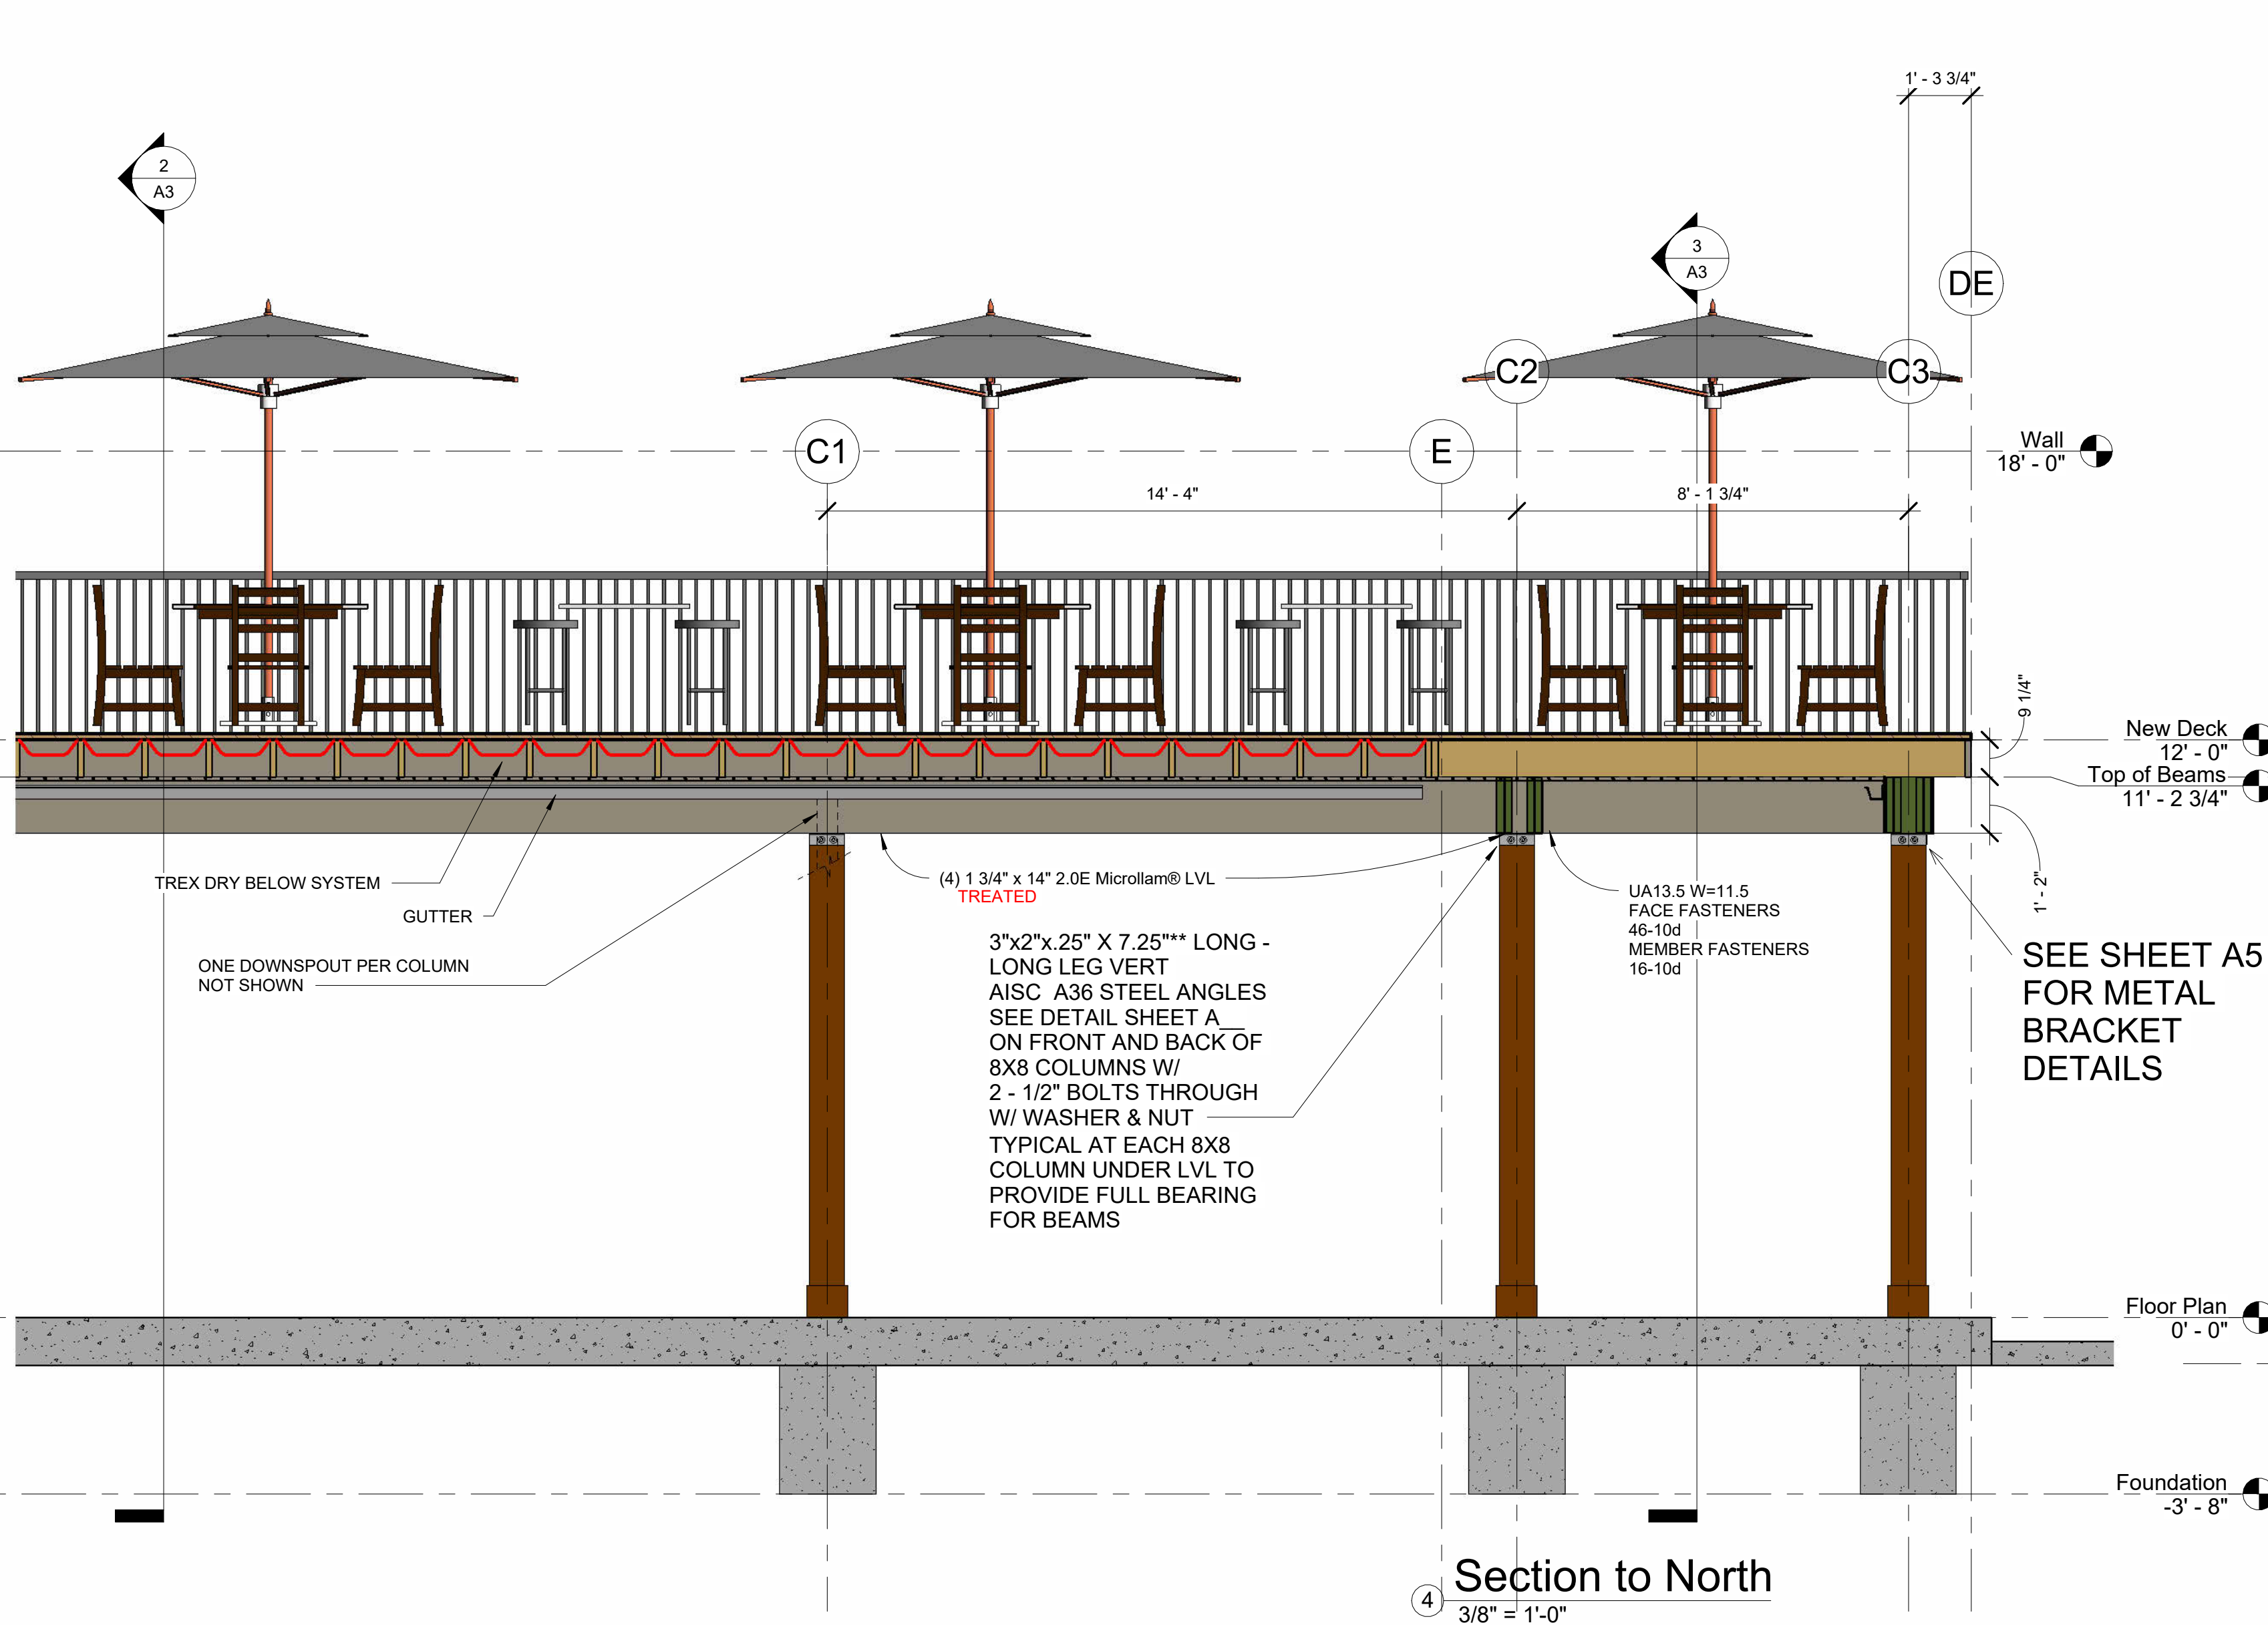 1' - 3 3/4"
2
A3
3
A3
DE
C2
C3
C1
E
Wall
18' - 0"
14' - 4"
8' - 1 3/4"
9 1/4"
New Deck
12' - 0"
Top of Beams
11' - 2 3/4"
1' - 2"
TREX DRY BELOW SYSTEM
GUTTER
ONE DOWNSPOUT PER COLUMN
NOT SHOWN
(4) 1 3/4" x 14" 2.0E Microllam® LVL
TREATED
3"x2"x.25" X 7.25"** LONG -
LONG LEG VERT
AISC A36 STEEL ANGLES
SEE DETAIL SHEET A__
ON FRONT AND BACK OF
8X8 COLUMNS W/
2 - 1/2" BOLTS THROUGH
W/ WASHER & NUT
TYPICAL AT EACH 8X8
COLUMN UNDER LVL TO
PROVIDE FULL BEARING
FOR BEAMS
UA13.5 W=11.5
FACE FASTENERS
46-10d
MEMBER FASTENERS
16-10d
SEE SHEET A5
FOR METAL
BRACKET
DETAILS
Floor Plan
0' - 0"
Foundation
-3' - 8"
4
Section to North
3/8" = 1'-0"